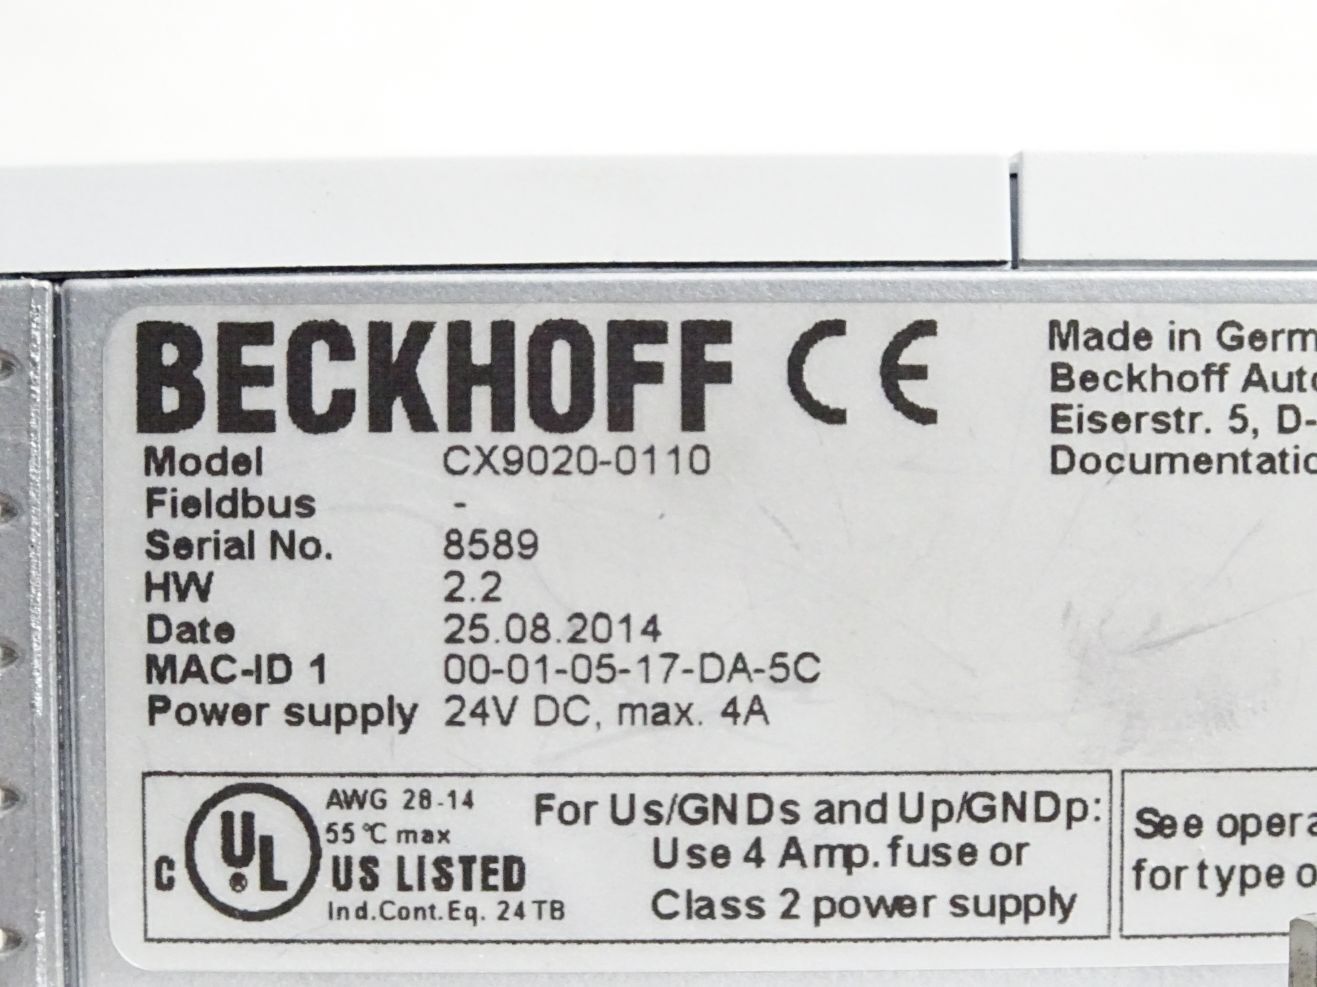 BECKHOFF CE
Made in Germ
Beckhoff Auto
Eiserstr. 5, D-
Documentatio
Model CX9020-0110
Fieldbus -
Serial No. 8589
HW 2.2
Date 25.08.2014
MAC-ID 1 00-01-05-17-DA-5C
Power supply 24V DC, max. 4A
C UL ®
AWG 28-14
55°C max
US LISTED
Ind.Cont.Eq. 24TB
For Us/GNDs and Up/GNDp:
Use 4 Amp. fuse or
Class 2 power supply
See opera
for type o